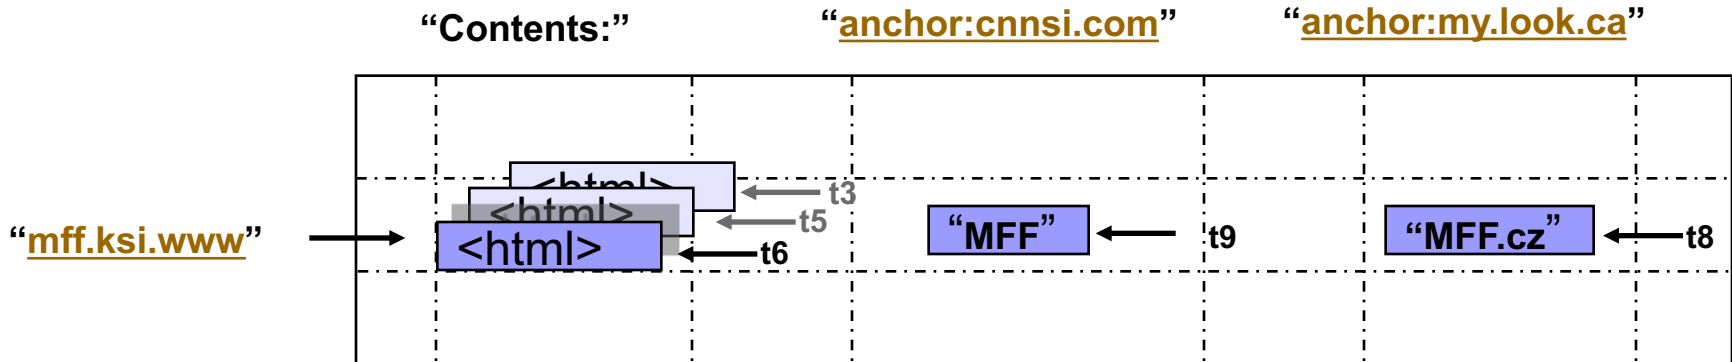 “Contents:” “anchor:cnnsi.com” “anchor:my.look.ca”
<html> t3
<html> t5
“mff.ksi.www” <html> t6 “MFF” t9 “MFF.cz” t8